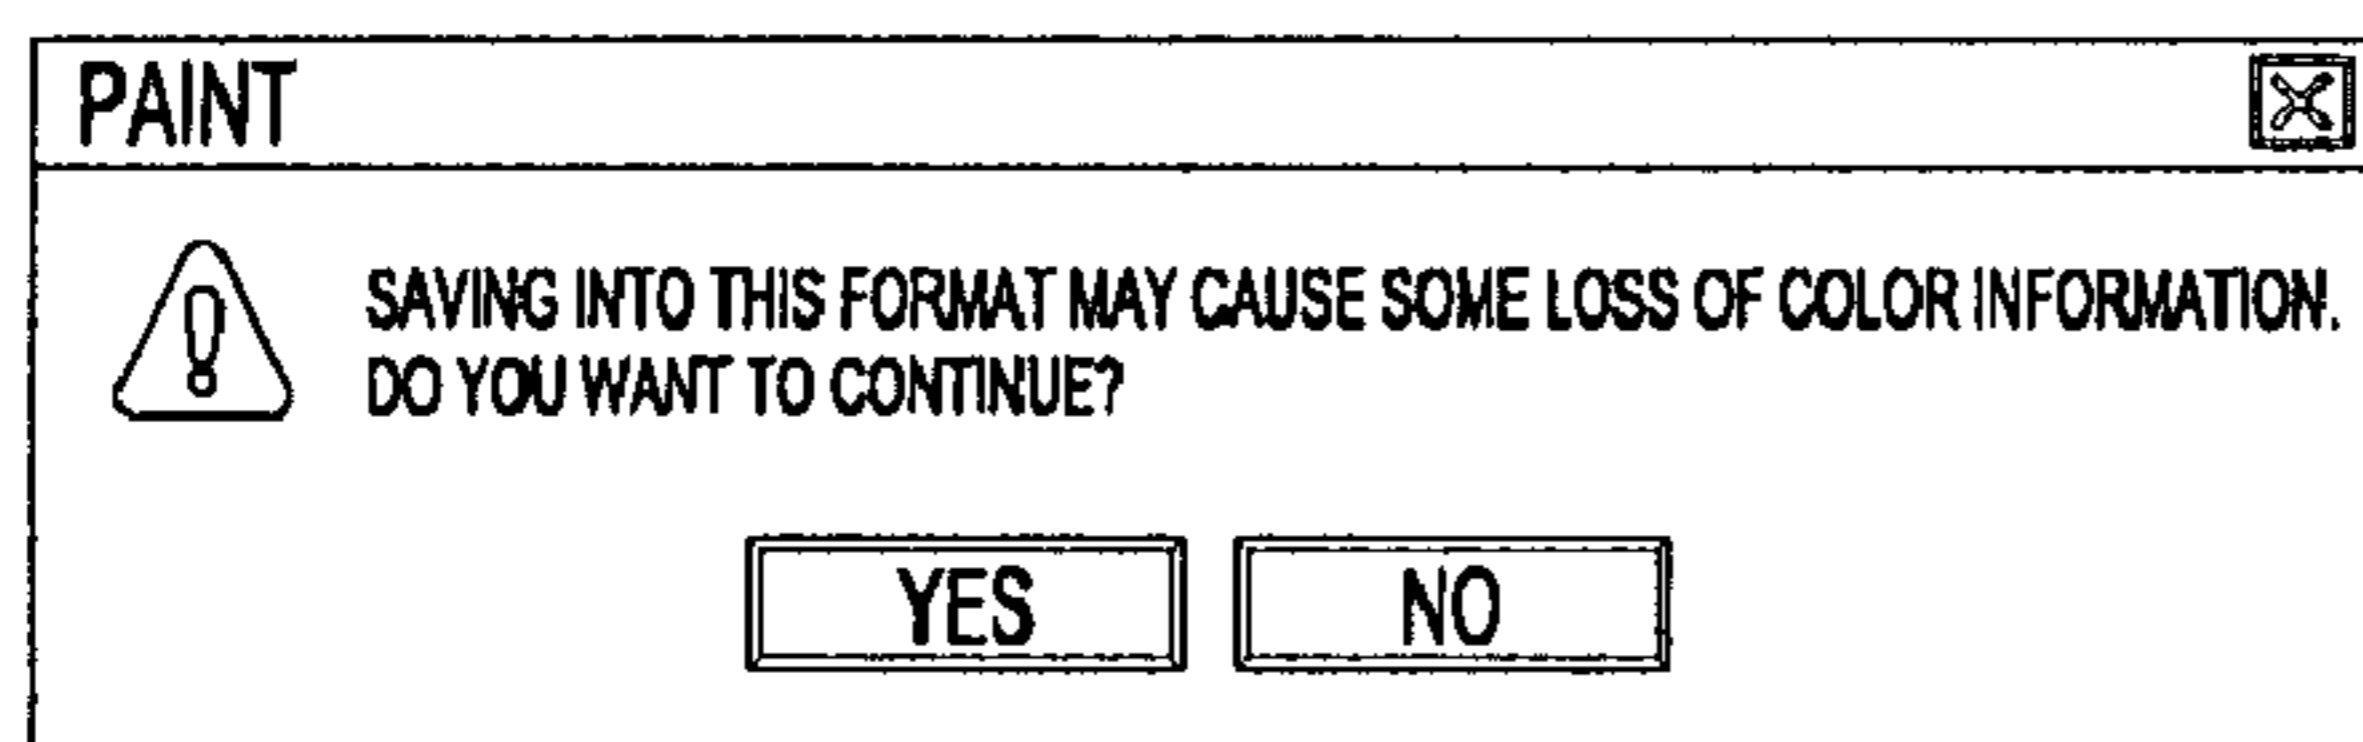 PAINT
SAVING INTO THIS FORMAT MAY CAUSE SOME LOSS OF COLOR INFORMATION.
DO YOU WANT TO CONTINUE?
YES NO